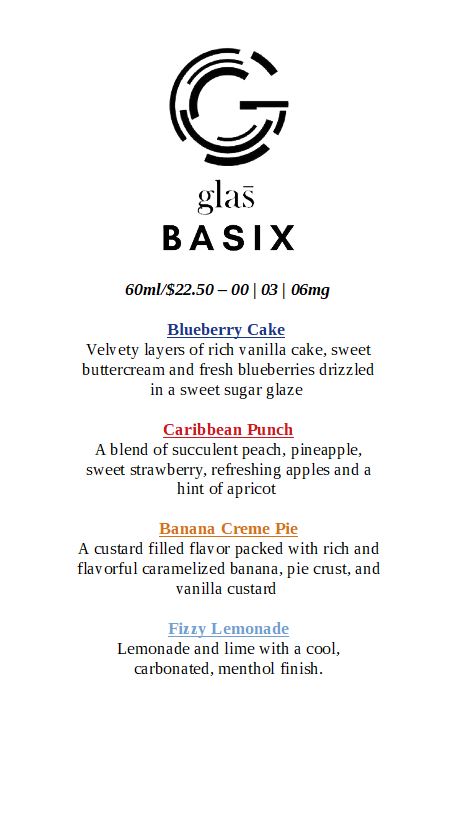 glas̄
BASIX
60ml/$22.50 – 00 | 03 | 06mg
Blueberry Cake
Velvety layers of rich vanilla cake, sweet
buttercream and fresh blueberries drizzled
in a sweet sugar glaze
Caribbean Punch
A blend of succulent peach, pineapple,
sweet strawberry, refreshing apples and a
hint of apricot
Banana Creme Pie
A custard filled flavor packed with rich and
flavorful caramelized banana, pie crust, and
vanilla custard
Fizzy Lemonade
Lemonade and lime with a cool,
carbonated, menthol finish.